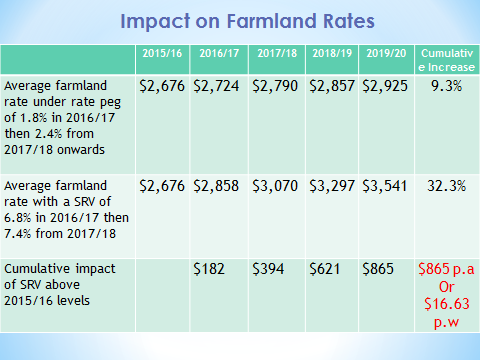 Impact on Farmland Rates
2015/16 2016/17 2017/18 2018/19 2019/20 Cumulativ
e Increase
Average farmland
rate under rate peg
of 1.8% in 2016/17
then 2.4% from
2017/18 onwards
$2,676 $2,724 $2,790 $2,857 $2,925 9.3%
Average farmland
rate with a SRV of
6.8% in 2016/17 then
7.4% from 2017/18
$2,676 $2,858 $3,070 $3,297 $3,541 32.3%
Cumulative impact
of SRV above
2015/16 levels
$182 $394 $621 $865 $865 p.a
Or
$16.63
p.w